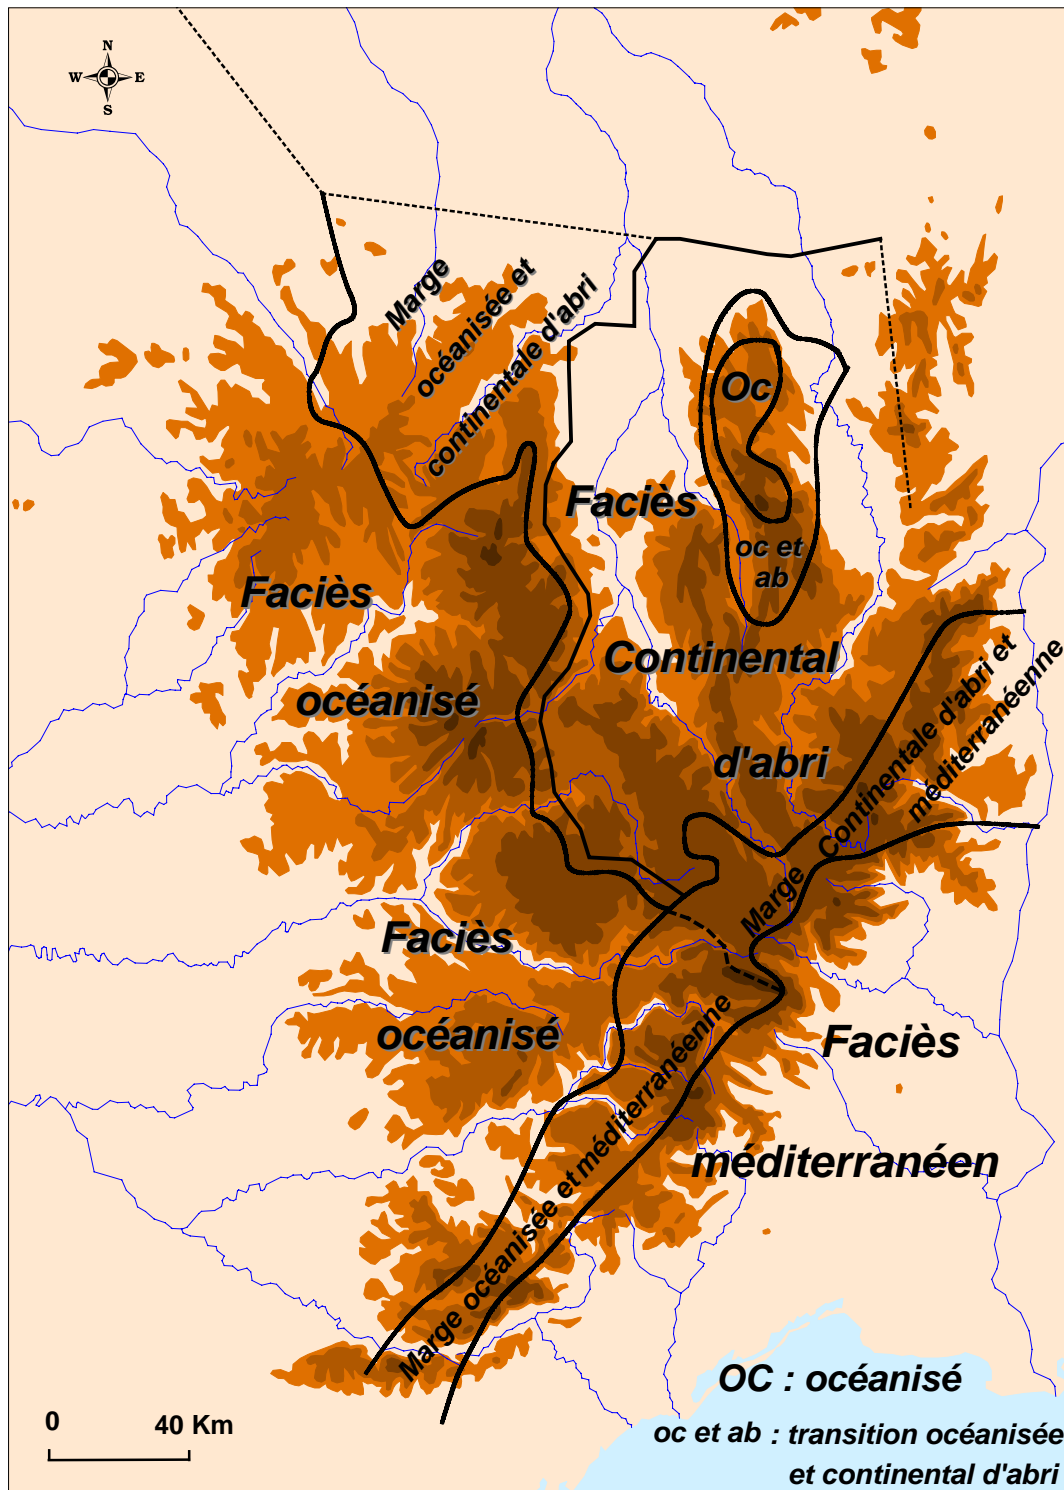 N
W E
S
Marge
océanisée et
continentale d'abri
Oc
Faciès
oc et
ab
Faciès
Continental
océanisé
d'abri
Marge Continentale d'abri et
méditerranéenne
Faciès
océanisé
Faciès
méditerranéen
Marge océanisée et méditerranéenne
OC : océanisé
0 40 Km
oc et ab : transition océanisée
et continental d'abri